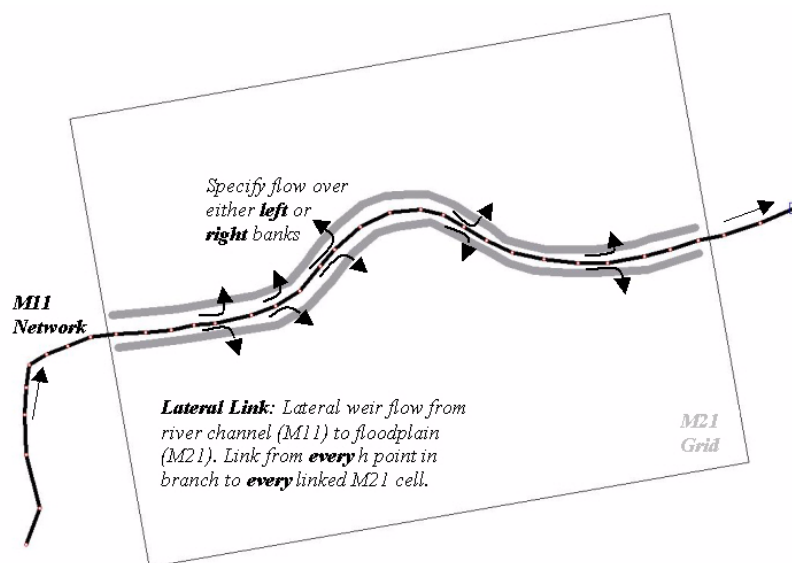 Specify flow over
either left or
right banks
M11
Network
Lateral Link: Lateral weir flow from
river channel (M11) to floodplain
(M21). Link from every h point in
branch to every linked M21 cell.
M21
Grid